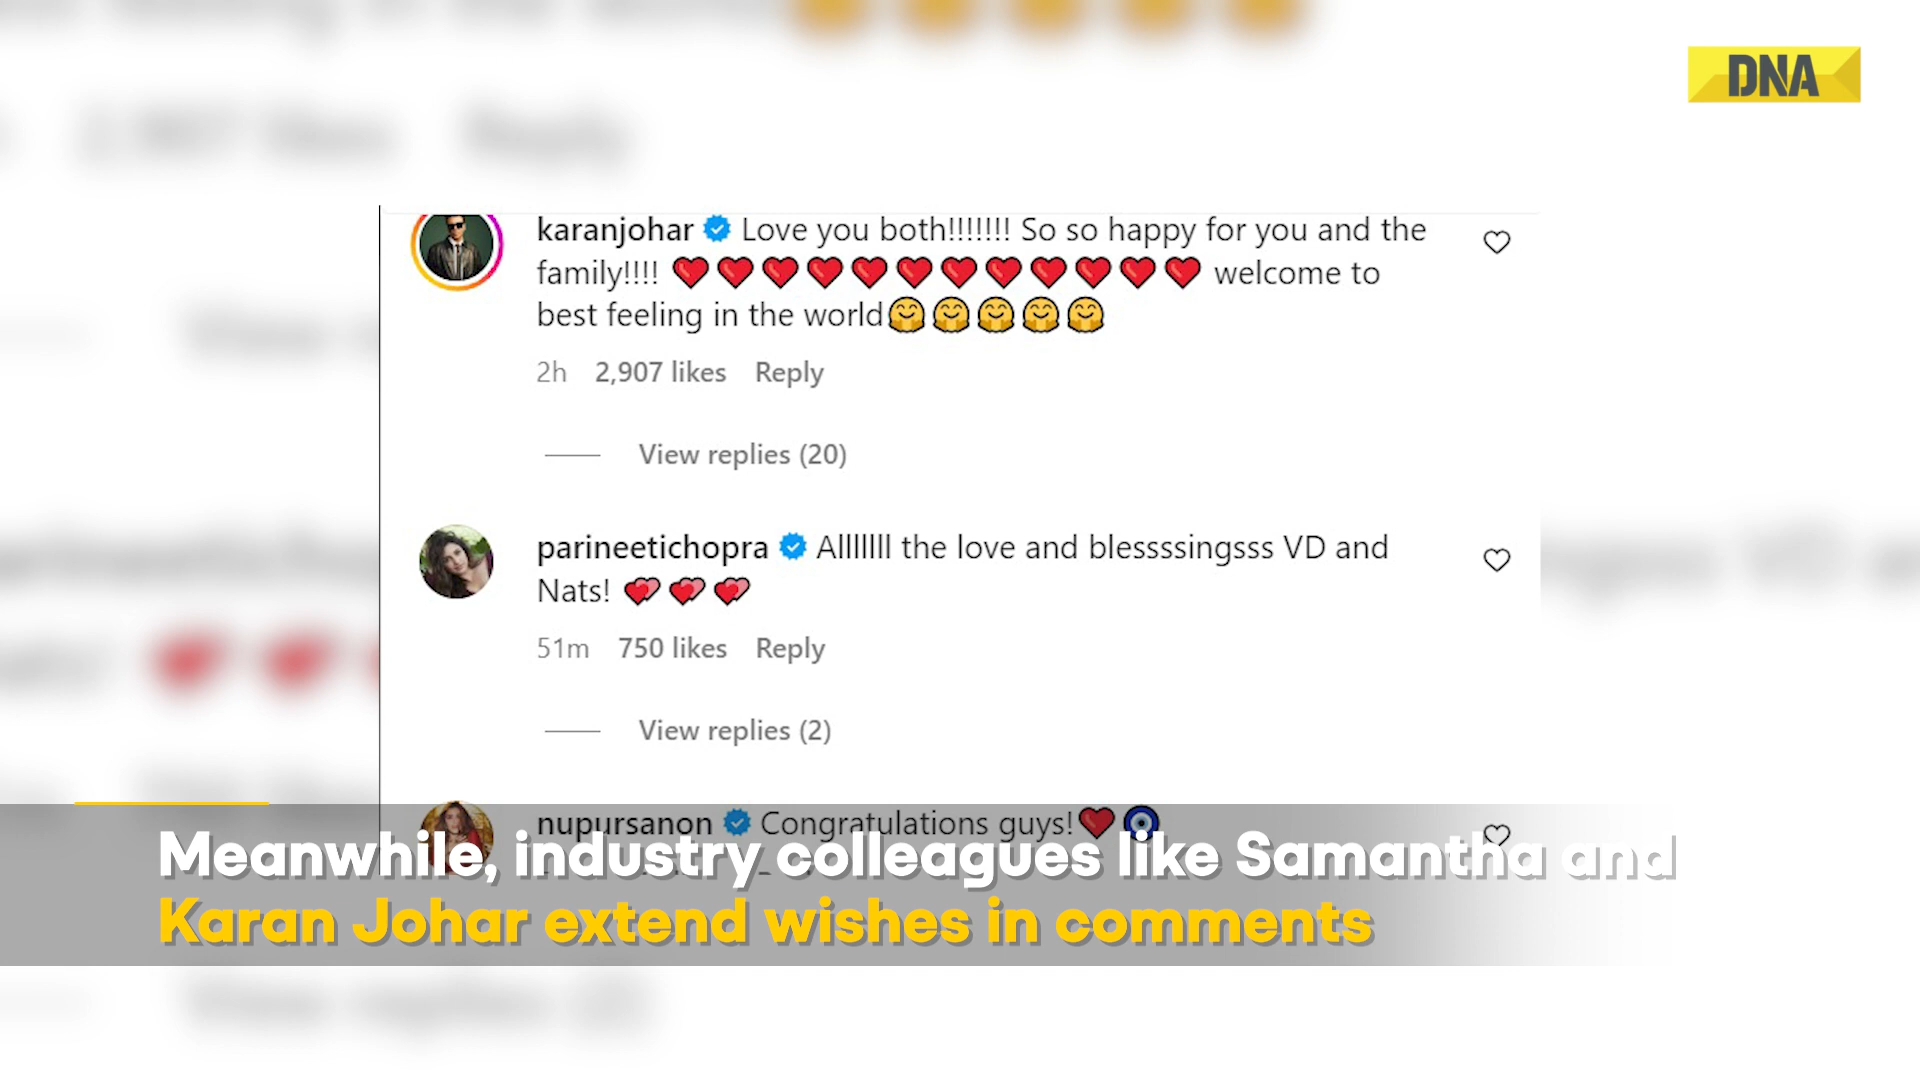 DNA
karanjohar Love you both!!!!!!! So so happy for you and the
family!!!! ❤️❤️❤️❤️❤️❤️❤️❤️❤️❤️❤️❤️ welcome to
best feeling in the world🤗🤗🤗🤗🤗
2h 2,907 likes Reply
View replies (20)
parineetichopra Alllllll the love and blessssingsss VD and
Nats! 💕💕💕
51m 750 likes Reply
View replies (2)
nupursanon Congratulations guys!❤️🧿
Meanwhile, industry colleagues like Samantha and
Karan Johar extend wishes in comments